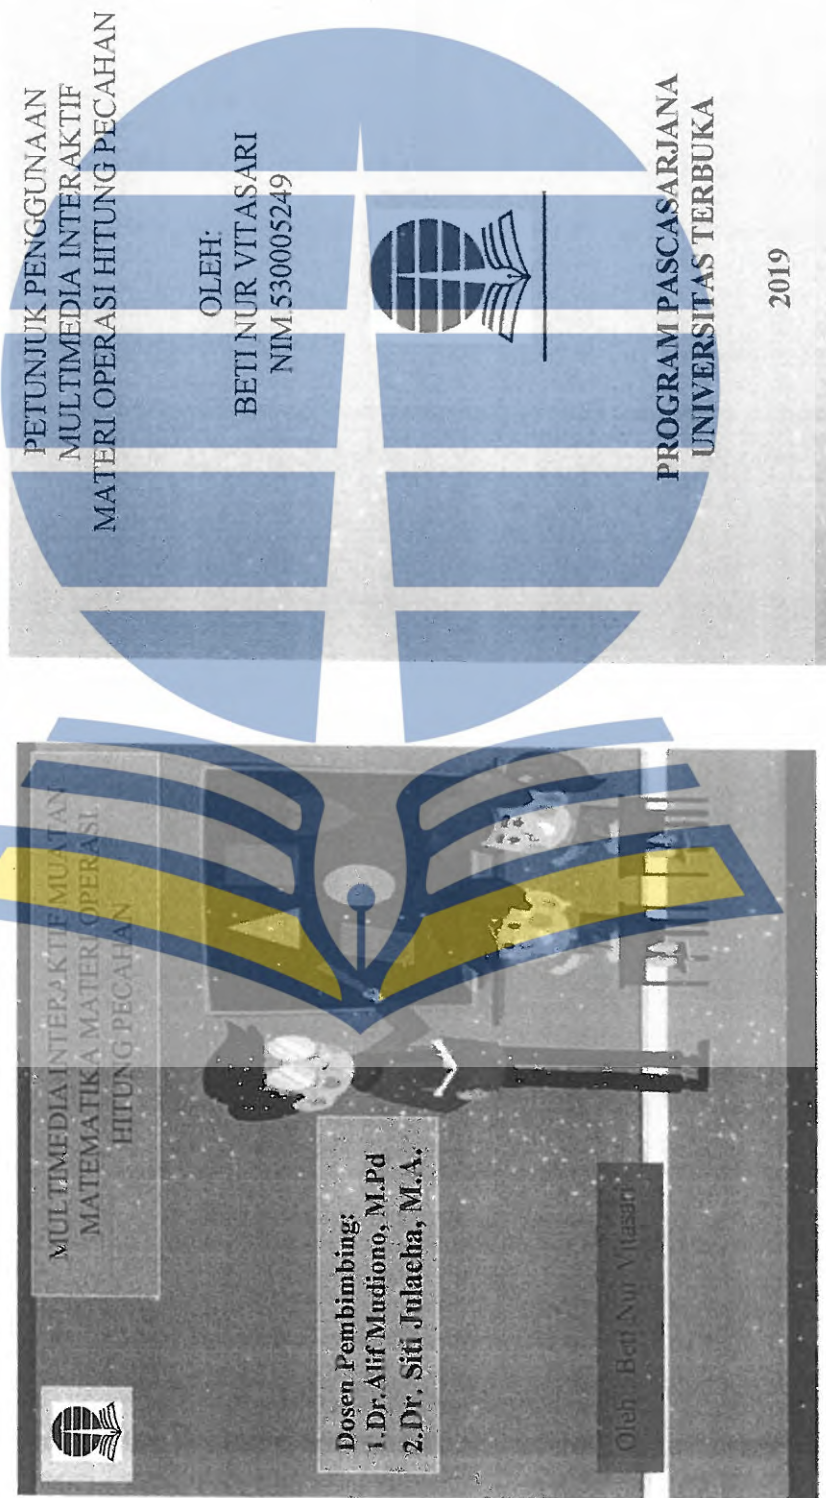 MULTIMEDIA INTERAKTIF MUATAN
MATEMATIKA MATERI OPERASI
HITUNG PECAHAN
Dosen Pembimbing:
1.Dr. Alif Mudiono, M.Pd
2.Dr. Siti Julaeha, M.A.
Oleh Beti Nur Vitasari
PETUNJUK PENGGUNAAN
MULTIMEDIA INTERAKTIF
MATERI OPERASI HITUNG PECAHAN
OLEH:
BETI NUR VITASARI
NIM.530005249
PROGRAM PASCASARJANA
UNIVERSITAS TERBUKA
2019